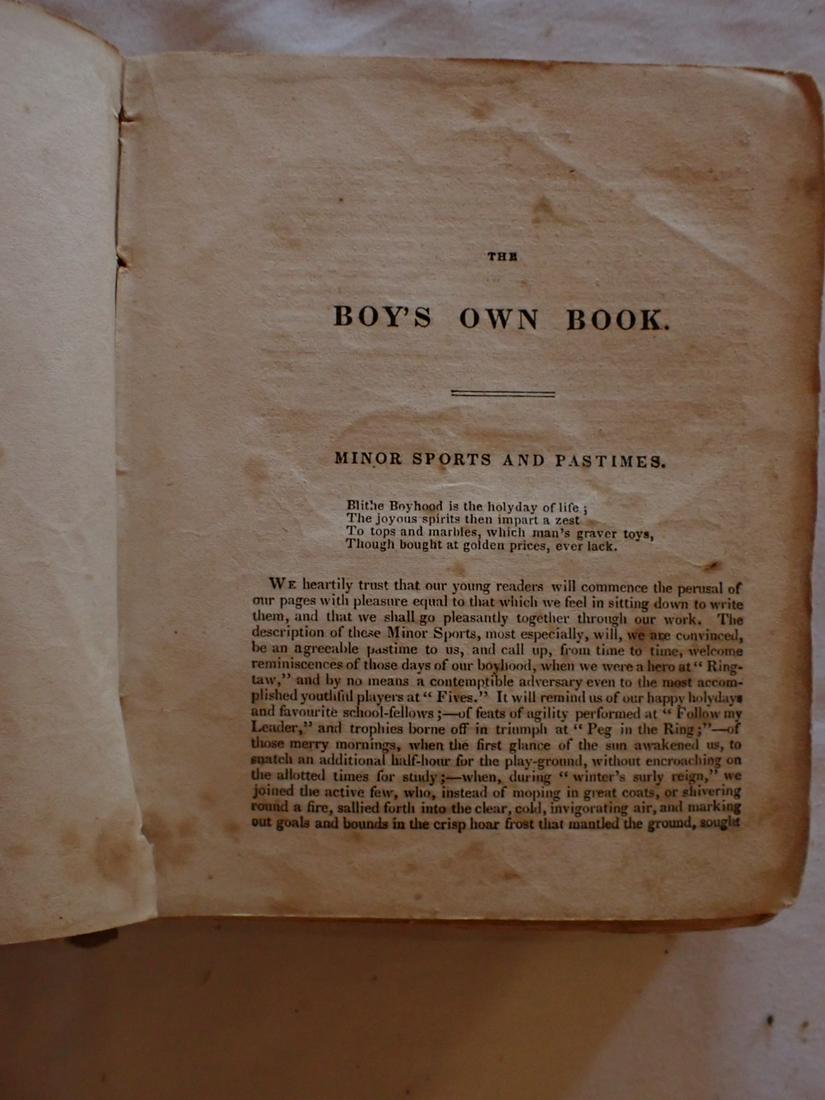 THE
BOY'S OWN BOOK.
MINOR SPORTS AND PASTIMES.
Blithe Boyhood is the holyday of life ;
The joyous spirits then impart a zest
To tops and marbles, which man's graver toys,
Though bought at golden prices, ever lack.
WE heartily trust that our young readers will commence the perusal of
our pages with pleasure equal to that which we feel in sitting down to write
them, and that we shall go pleasantly together through our work. The
description of these Minor Sports, most especially, will, we are convinced,
be an agreeable pastime to us, and call up, from time to time, welcome
reminiscences of those days of our boyhood, when we were a hero at “ Ring-
taw,” and by no means a contemptible adversary even to the most accom-
plished youthful players at “ Fives.” It will remind us of our happy holydays
and favourite school-fellows ;—of feats of agility performed at “ Follow my
Leader,” and trophies borne off in triumph at “ Peg in the Ring ;”—of
those merry mornings, when the first glance of the sun awakened us, to
snatch an additional half-hour for the play-ground, without encroaching on
the allotted times for study ;—when, during “ winter's surly reign,” we
joined the active few, who, instead of moping in great coats, or shivering
round a fire, sallied forth into the clear, cold, invigorating air, and marking
out goals and bounds in the crisp hoar frost that mantled the ground, sought